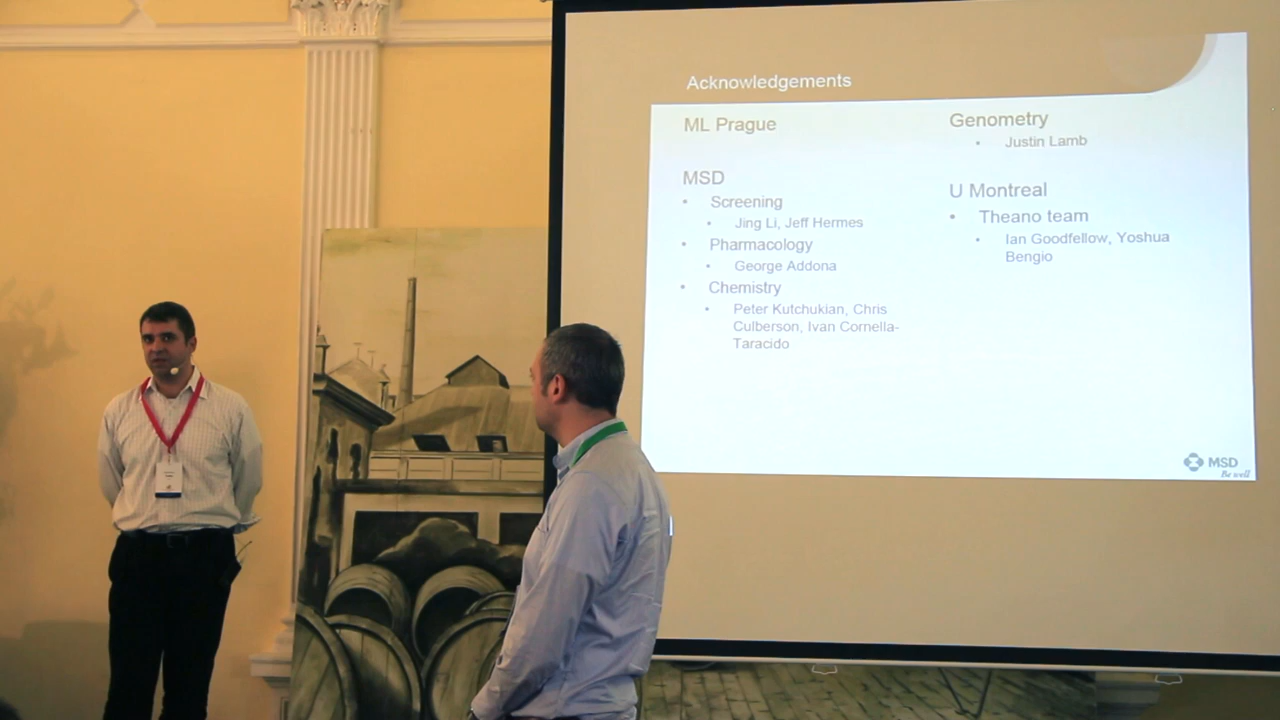 Acknowledgements
ML Prague
MSD
• Screening
• Jing Li, Jeff Hermes
• Pharmacology
• George Addona
• Chemistry
• Peter Kutchukian, Chris
Culberson, Ivan Cornella-
Taracido
Genometry
• Justin Lamb
U Montreal
• Theano team
• Ian Goodfellow, Yoshua
Bengio
MSD
Be well